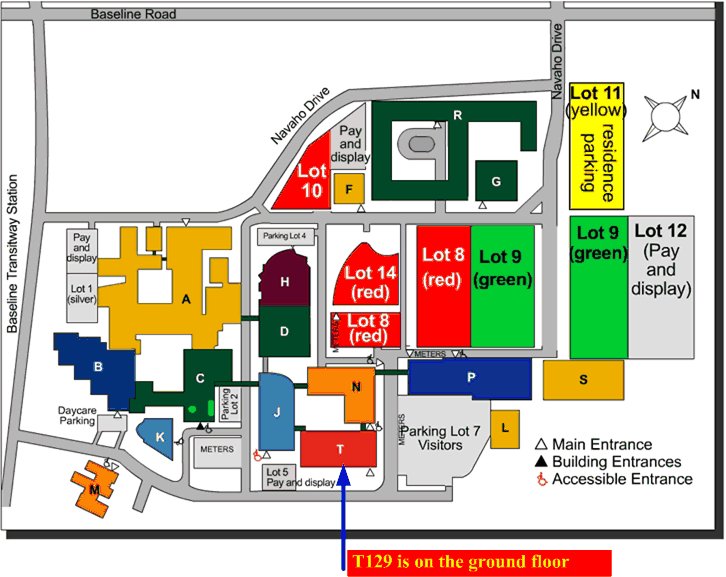 Baseline Road
Navaho Drive
Navaho Drive
Baseline Transitway Station
N
Lot 11
(yellow)
residence
parking
R
Pay
and
display
Lot
10
F
G
Parking Lot 4
Pay
and
display
Lot 1
(silver)
A
H
D
Lot 14
(red)
Lot 8
(red)
METERS
Lot 8
(red)
Lot 9
(green)
Lot 9
(green)
Lot 12
(Pay
and
display)
B
C
Parking
Lot 2
J
N
METERS
P
S
Daycare
Parking
K
METERS
M
T
METERS
Parking Lot 7
Visitors
L
Lot 5
Pay and display
Main Entrance
Building Entrances
Accessible Entrance
T129 is on the ground floor